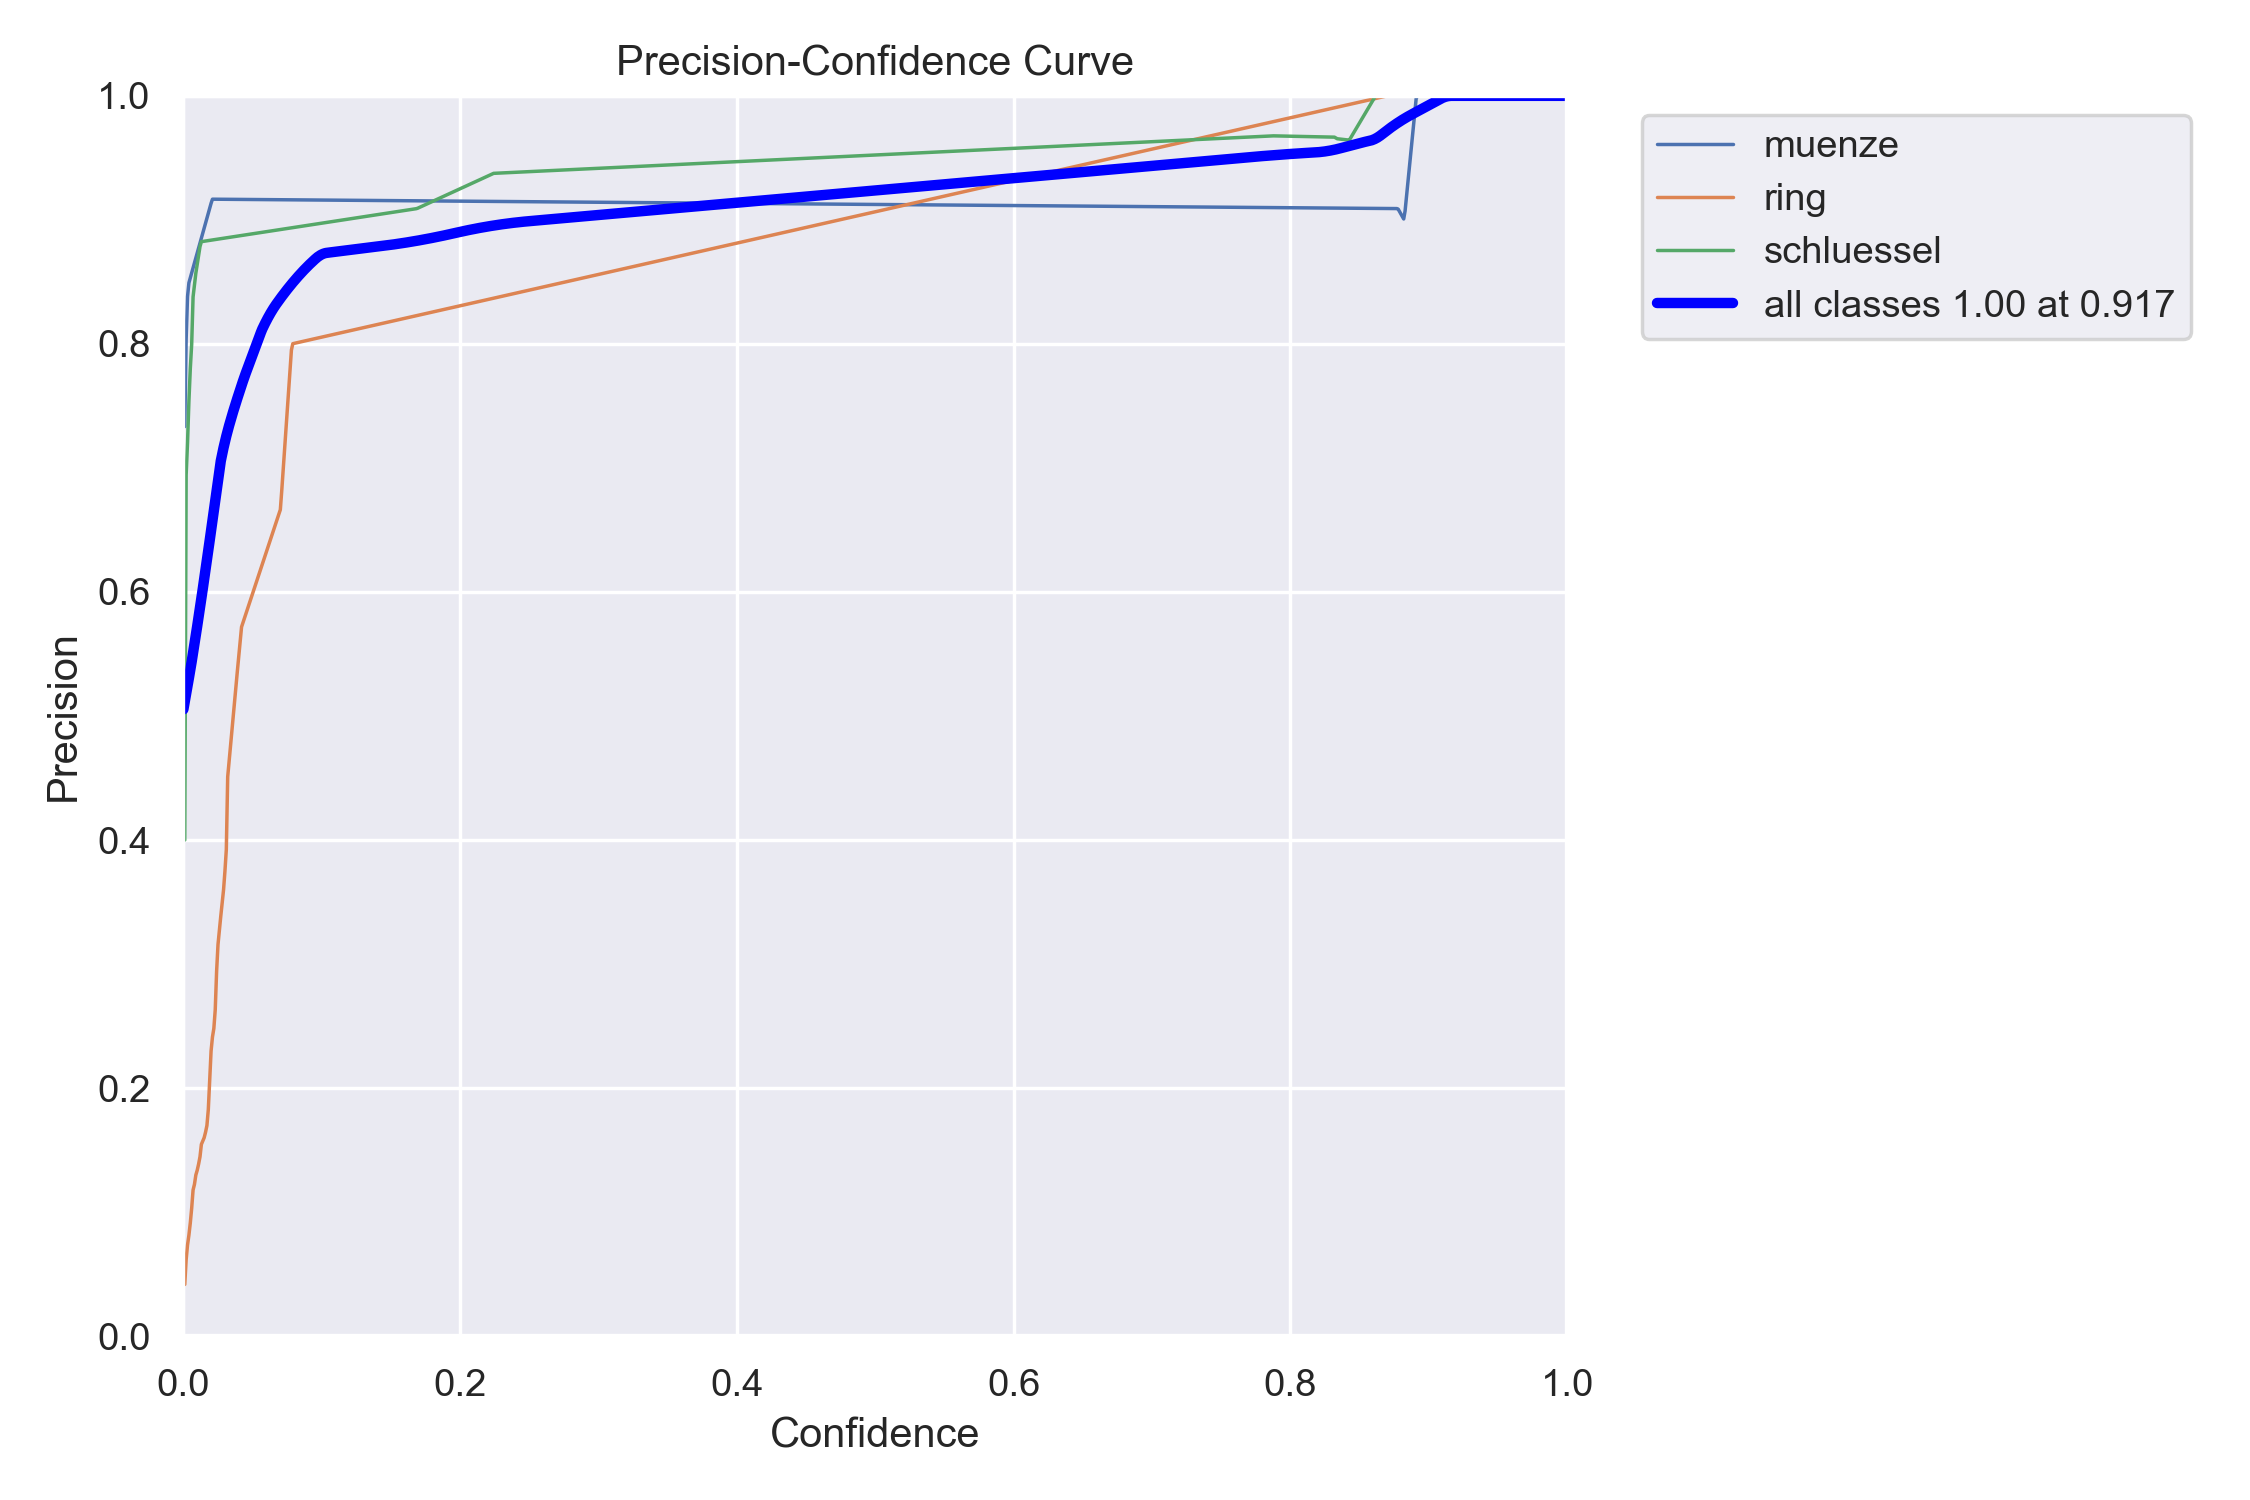 Precision-Confidence Curve
1.0
0.8
0.6
0.4
0.2
0.0
Precision
0.0 0.2 0.4 0.6 0.8 1.0
Confidence
muenze
ring
schluessel
all classes 1.00 at 0.917